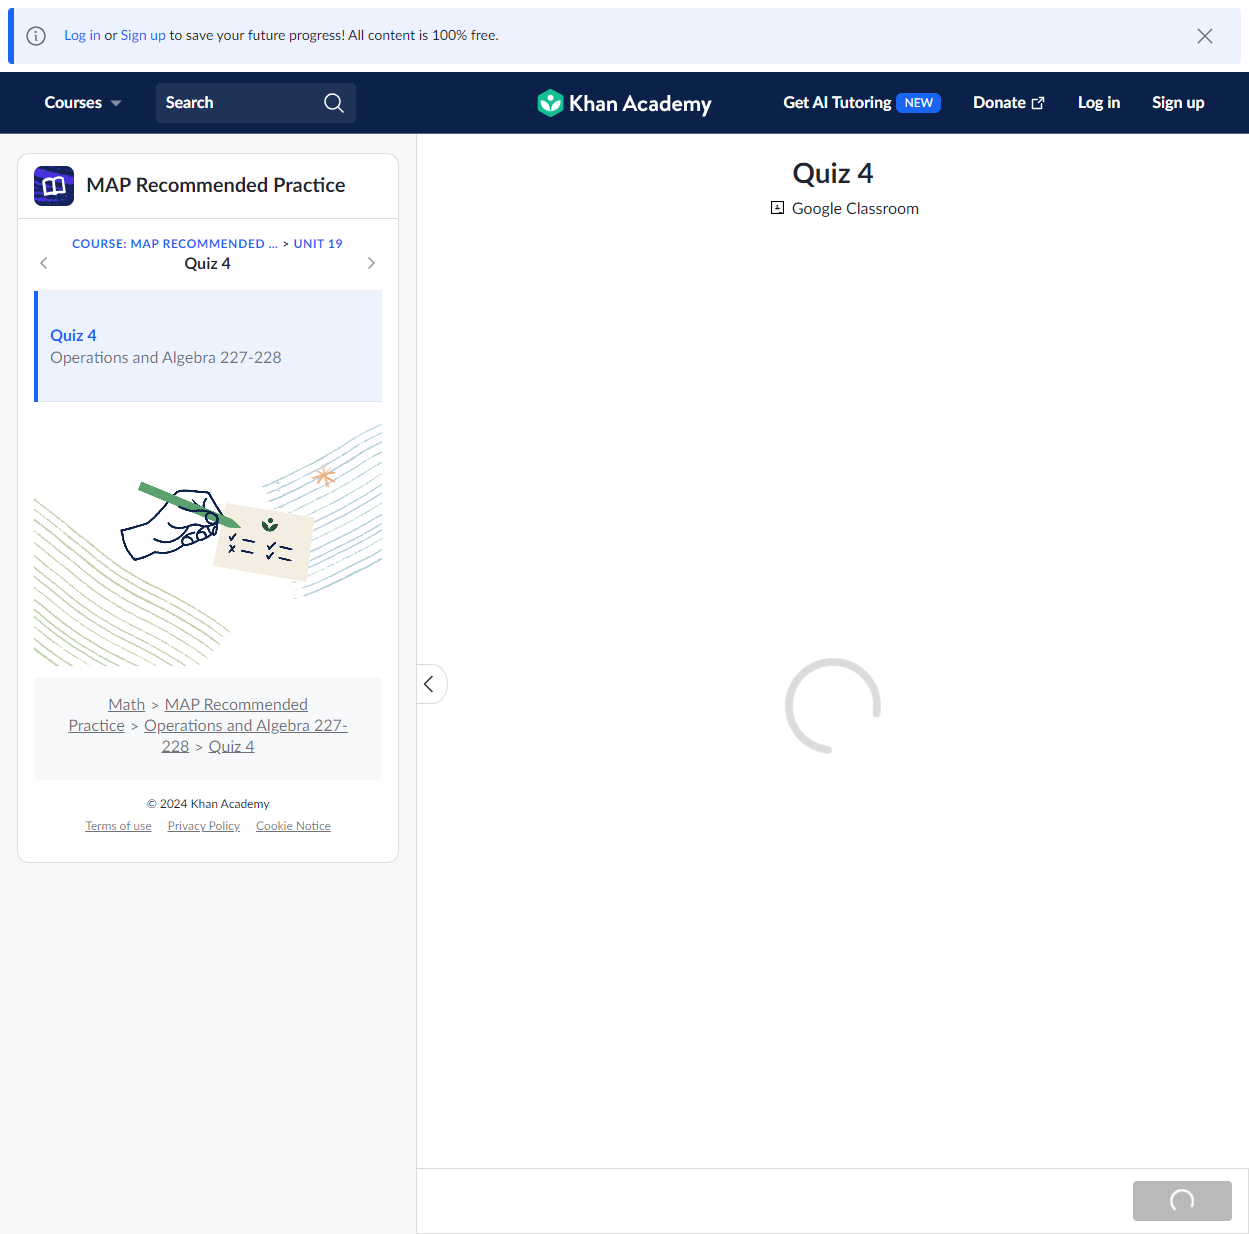 Log in or Sign up to save your future progress! All content is 100% free.
Courses
Search
Khan Academy
Get AI Tutoring NEW
Donate
Log in
Sign up
MAP Recommended Practice
COURSE: MAP RECOMMENDED ... > UNIT 19
Quiz 4
Quiz 4
Operations and Algebra 227-228
Math > MAP Recommended
Practice > Operations and Algebra 227-
228 > Quiz 4
© 2024 Khan Academy
Terms of use Privacy Policy Cookie Notice
Quiz 4
Google Classroom